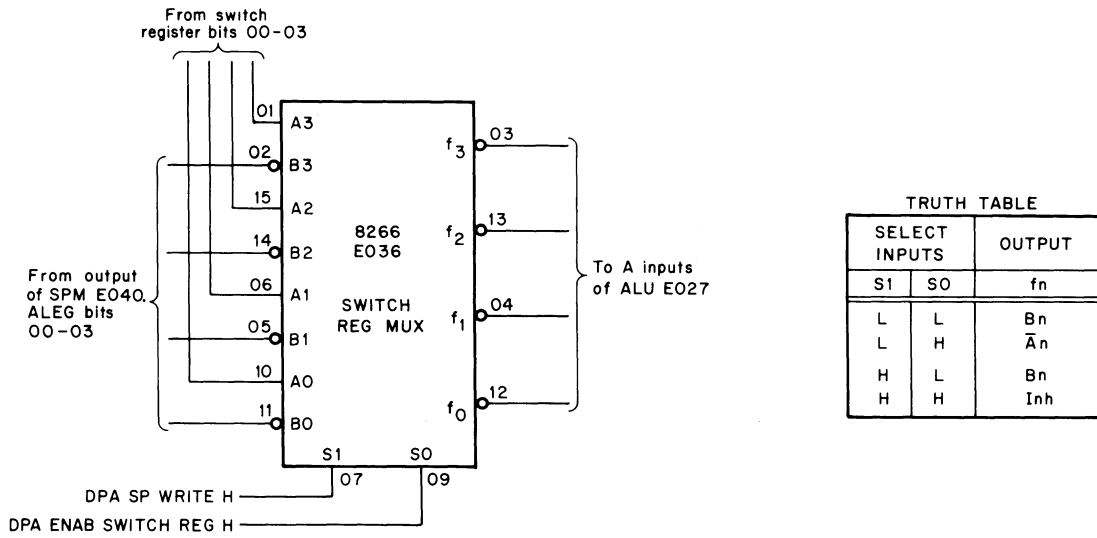 From switch
register bits 00-03
01
A3
02
B3
15
A2
14
B2
06
A1
05
B1
10
A0
11
B0
8266
E036
SWITCH
REG MUX
f3
03
f2
13
f1
04
f0
12
S1
S0
07
09
From output
of SPM E040.
ALEG bits
00-03
To A inputs
of ALU E027
DPA SP WRITE H
DPA ENAB SWITCH REG H
TRUTH TABLE
SELECT INPUTS
OUTPUT
S1 S0 fn
L L Bn
L H A̅n
H L Bn
H H Inh